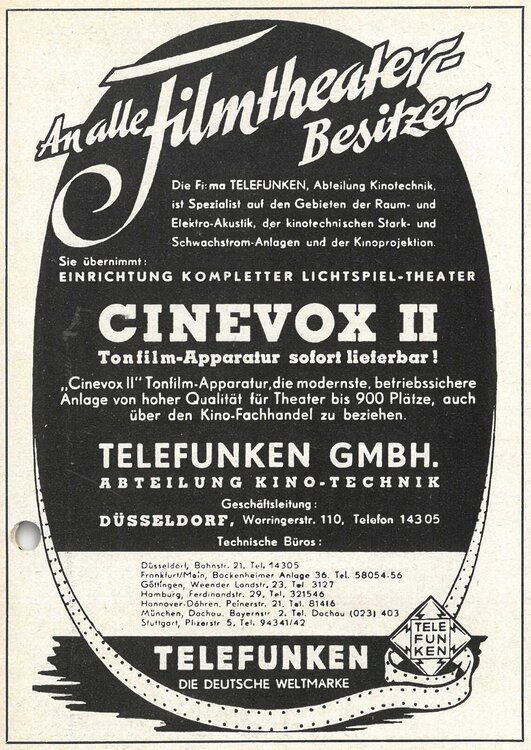 An alle Filmtheater-
Besitzer
Die Firma TELEFUNKEN, Abteilung Kinotechnik,
ist Spezialist auf den Gebieten der Raum- und
Elektro-Akustik, der kinotechnischen Stark- und
Schwachstrom-Anlagen und der Kinoprojektion.
Sie übernimmt:
EINRICHTUNG KOMPLETTER LICHTSPIEL-THEATER
CINEVOX II
Tonfilm-Apparatur sofort lieferbar!
„Cinevox II" Tonfilm-Apparatur, die modernste, betriebssichere
Anlage von hoher Qualität für Theater bis 900 Plätze, auch
über den Kino-Fachhandel zu beziehen.
TELEFUNKEN GMBH.
ABTEILUNG KINO-TECHNIK
Geschäftsleitung:
DÜSSELDORF, Worringerstr. 110, Telefon 14305
Technische Büros:
Düsseldorf, Bahnstr. 21, Tel. 14305
Frankfurt/Main, Bockenheimer Anlage 36. Tel. 58054-56
Göttingen, Weender Landstr. 23, Tel 3127
Hamburg, Ferdinandstr. 29, Tel. 321546
Hannover-Döhren, Peinerstr. 21, Tel. 81416
München, Dachau, Bayernstr 2, Tel. Dachau (023) 403
Stuttgart, Plizerstr 5, Tel. 94341/42
TELE
FUN
KEN
TELEFUNKEN
DIE DEUTSCHE WELTMARKE